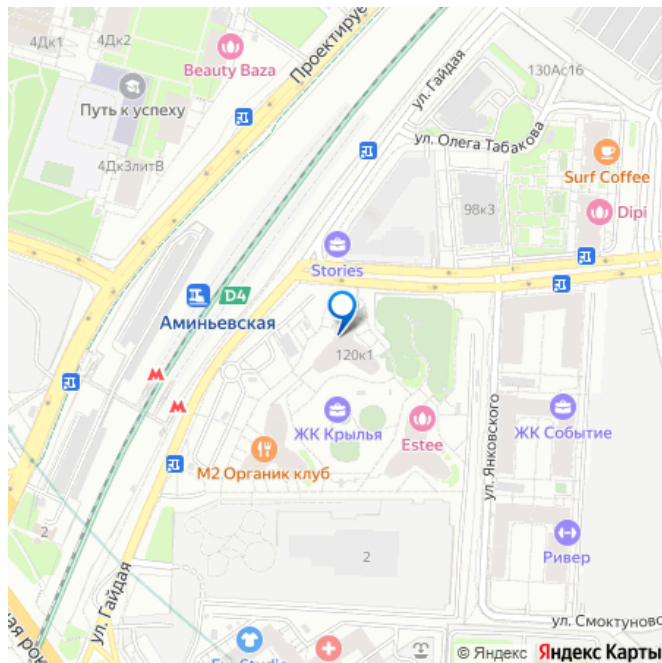 4Дк1
4Дк2
Beauty Baza
Проектируе
ул. Гайдая
130Ас16
Путь к успеху
ул. Олега Табакова
4Дк3литВ
Surf Coffee
98к3
Dipi
Stories
D4
Аминьевская
120к1
М
М
ул. Янковского
ЖК Крылья
Estee
ЖК Событие
М2 Органик клуб
2
2
Ривер
ул. Гайдая
ул. Смоктуновс
© Яндекс Яндекс Карты